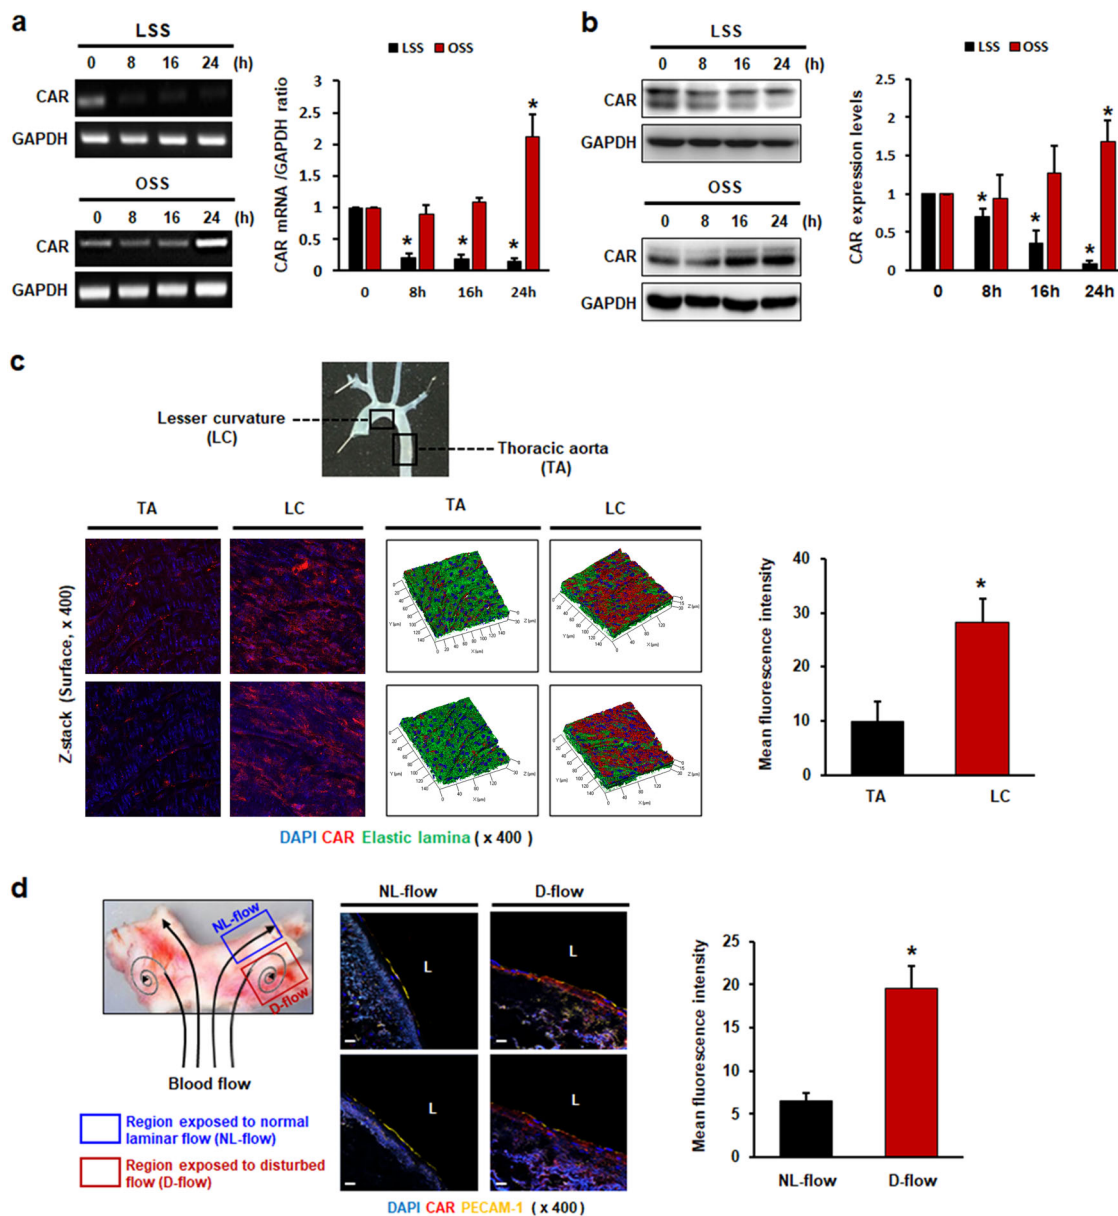 a
LSS
0 8 16 24 (h)
CAR
GAPDH
OSS
0 8 16 24 (h)
CAR
GAPDH
LSS OSS
CAR mRNA /GAPDH ratio
3
2.5
2
1.5
1
0.5
0
* * * *
0 8h 16h 24h
b
LSS
0 8 16 24 (h)
CAR
GAPDH
OSS
0 8 16 24 (h)
CAR
GAPDH
LSS OSS
CAR expression levels
2.5
2
1.5
1
0.5
0
* * * *
0 8h 16h 24h
c
Lesser curvature
(LC)
Thoracic aorta
(TA)
TA LC TA LC
Z-stack (Surface, x 400)
DAPI CAR Elastic lamina ( x 400 )
Mean fluorescence intensity
40
30
20
10
0
*
TA LC
d
NL-flow
D-flow
Blood flow
Region exposed to normal
laminar flow (NL-flow)
Region exposed to disturbed
flow (D-flow)
NL-flow D-flow
L L
L L
DAPI CAR PECAM-1 ( x 400 )
Mean fluorescence intensity
25
20
15
10
5
0
*
NL-flow D-flow